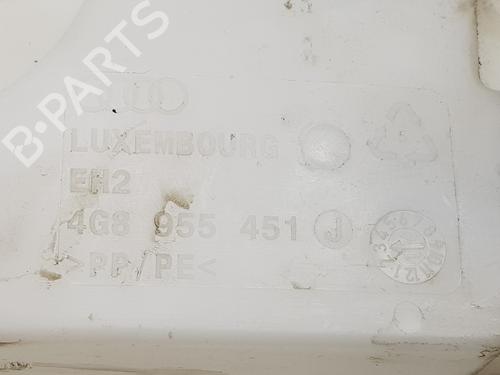 B-PARTS
LUXEMBOURG
EH2
4G8 955 451 J
>PP/PE<